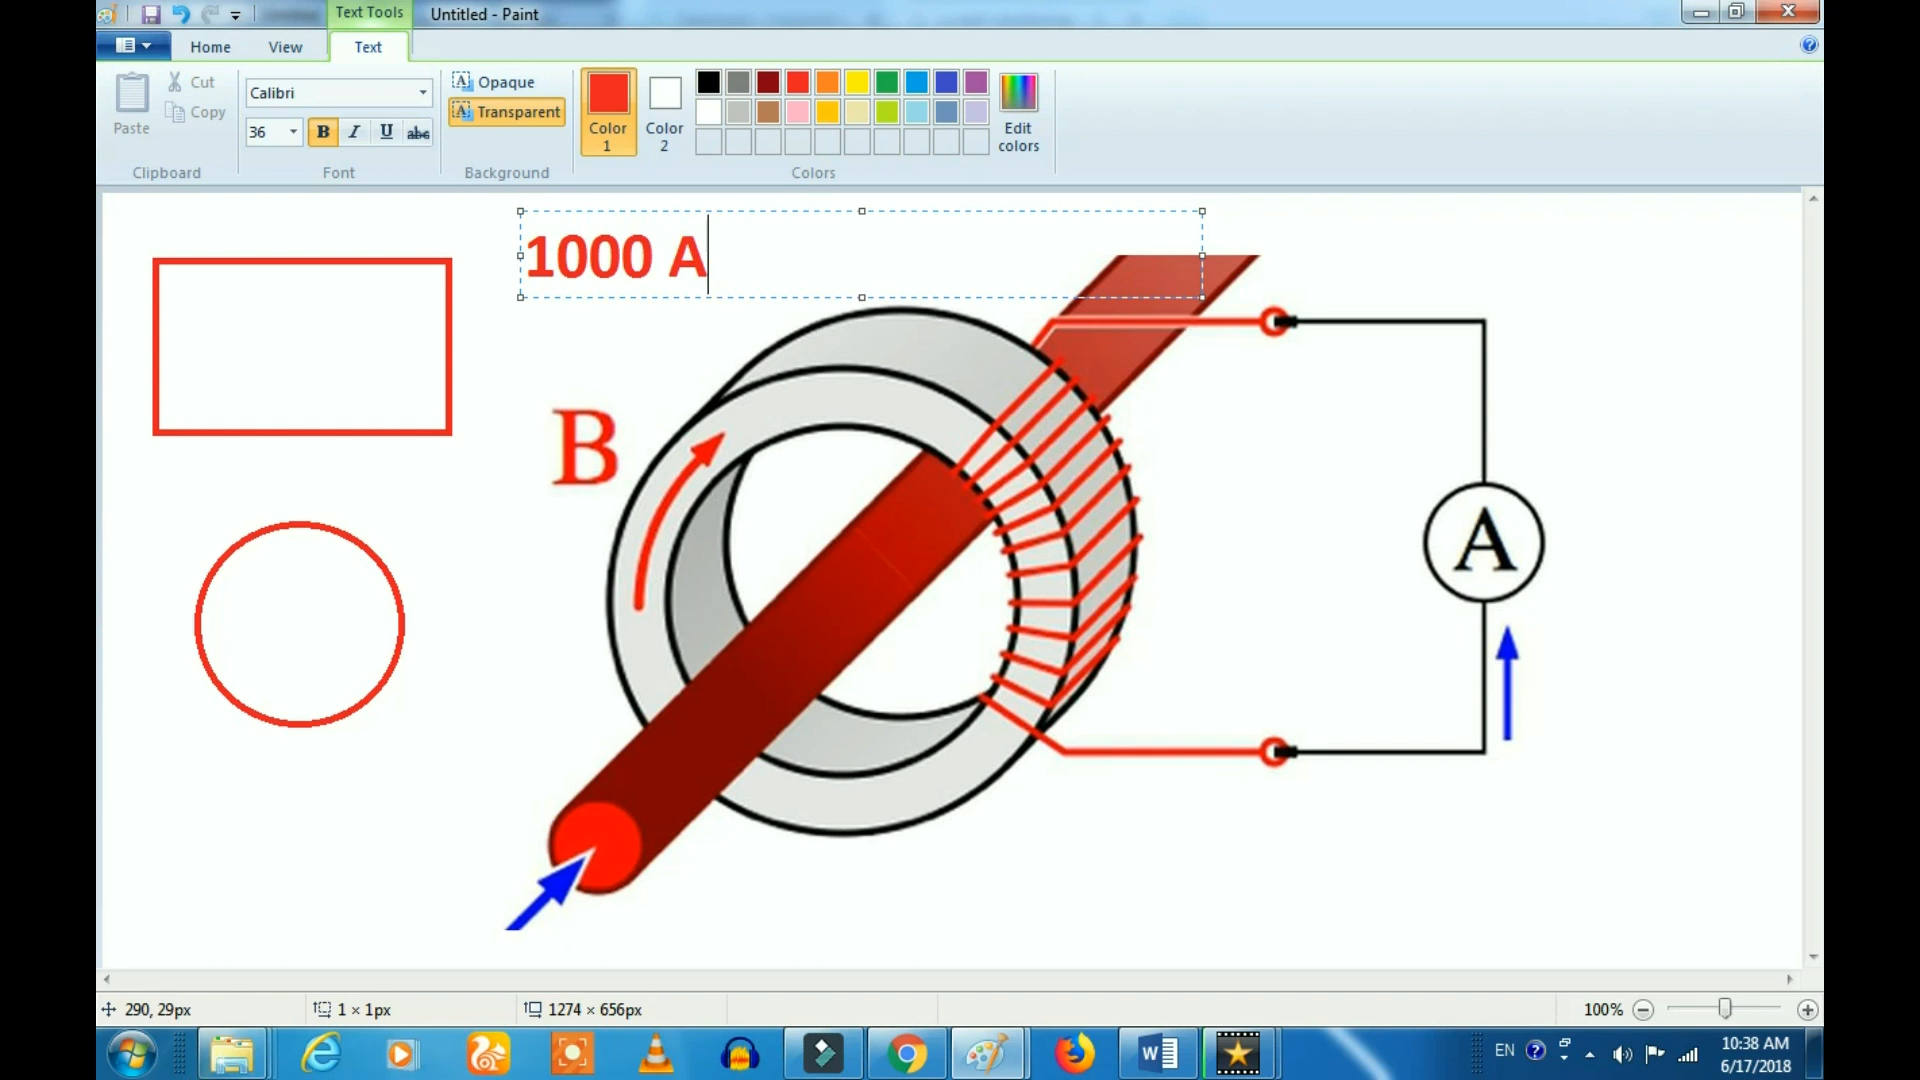 Text Tools
Untitled - Paint
Home
View
Text
Paste
Cut
Copy
Clipboard
Calibri
36
B
I
U
abc
Font
Opaque
Transparent
Background
Color
1
Color
2
Edit
colors
Colors
1000 A
B
A
290, 29px
1 × 1px
1274 × 656px
100%
EN
10:38 AM
6/17/2018